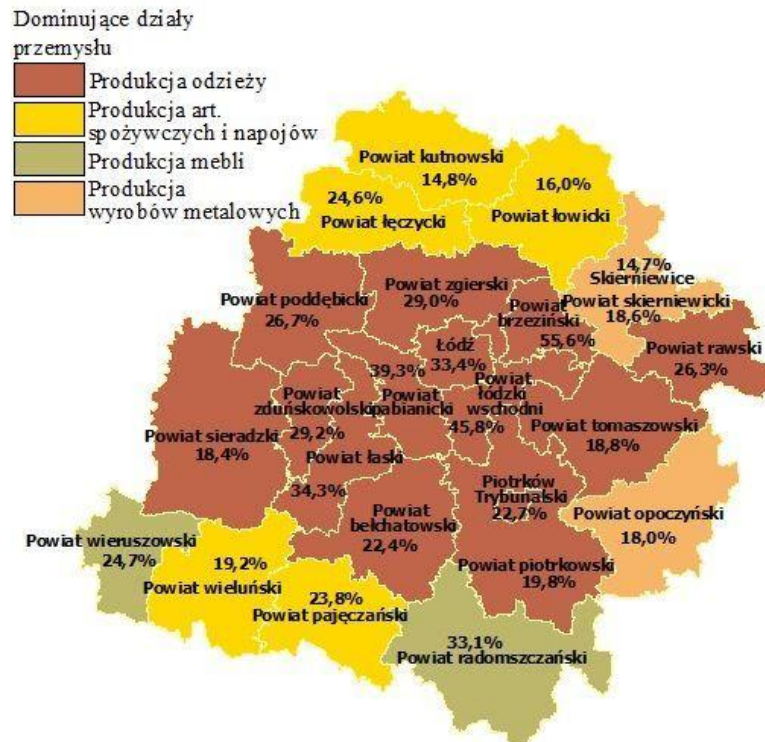 Dominujące działy
przemysłu
Produkcja odzieży
Produkcja art.
spożywczych i napojów
Produkcja mebli
Produkcja
wyrobów metalowych
Powiat kutnowski
14,8%
16,0%
Powiat łowicki
24,6%
Powiat łęczycki
14,7%
Skierniewice
Powiat skierniewicki
18,6%
Powiat zgierski
29,0%
Powiat
brzeziński
55,6%
Powiat poddębicki
26,7%
Powiat rawski
26,3%
Łódź
33,4%
39,3%
Powiat
pabianicki
Powiat
łódzki
wschodni
45,8%
Powiat
zduńskowolski
29,2%
Powiat tomaszowski
18,8%
Powiat sieradzki
18,4%
Powiat łaski
34,3%
Piotrków
Trybunalski
22,7%
Powiat
bełchatowski
22,4%
Powiat opoczyński
18,0%
Powiat wieruszowski
24,7%
19,2%
Powiat wieluński
Powiat piotrkowski
19,8%
23,8%
Powiat pajęczański
33,1%
Powiat radomszczański